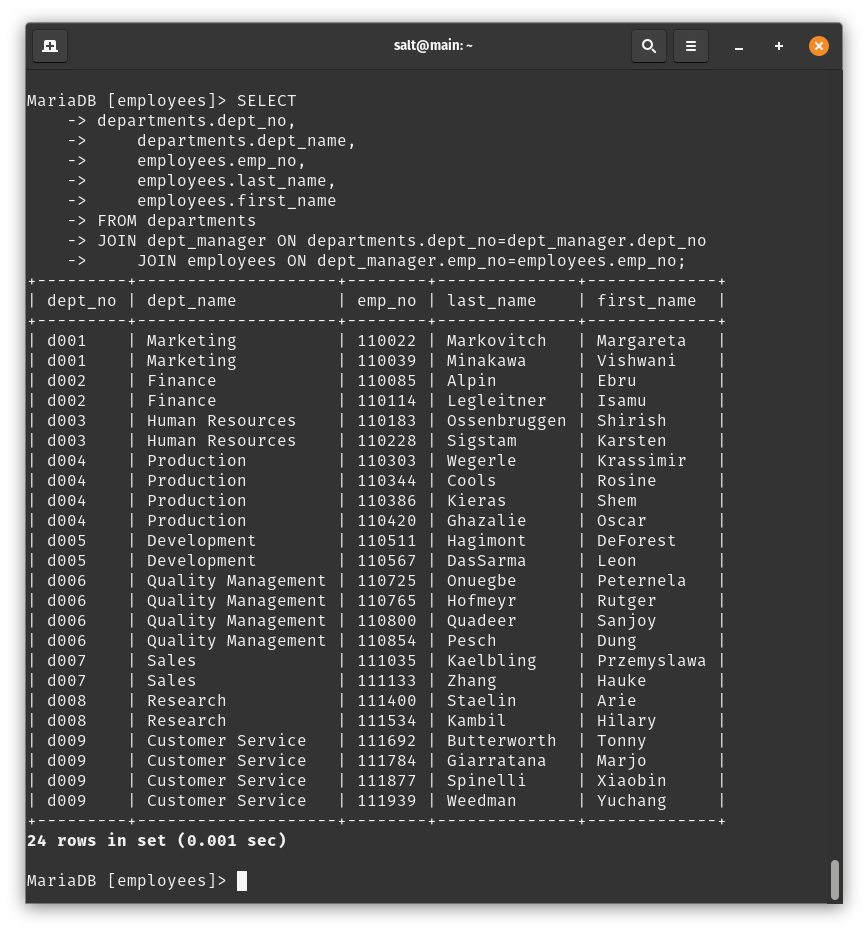 salt@main: ~
MariaDB [employees]> SELECT
    -> departments.dept_no,
    ->     departments.dept_name,
    ->     employees.emp_no,
    ->     employees.last_name,
    ->     employees.first_name
    -> FROM departments
    -> JOIN dept_manager ON departments.dept_no=dept_manager.dept_no
    ->     JOIN employees ON dept_manager.emp_no=employees.emp_no;
+---------+--------------------+--------+--------------+-------------+
| dept_no | dept_name          | emp_no | last_name    | first_name  |
+---------+--------------------+--------+--------------+-------------+
| d001    | Marketing          | 110022 | Markovitch   | Margareta   |
| d001    | Marketing          | 110039 | Minakawa     | Vishwani    |
| d002    | Finance            | 110085 | Alpin        | Ebru        |
| d002    | Finance            | 110114 | Legleitner   | Isamu       |
| d003    | Human Resources    | 110183 | Ossenbruggen | Shirish     |
| d003    | Human Resources    | 110228 | Sigstam      | Karsten     |
| d004    | Production         | 110303 | Wegerle      | Krassimir   |
| d004    | Production         | 110344 | Cools        | Rosine      |
| d004    | Production         | 110386 | Kieras       | Shem        |
| d004    | Production         | 110420 | Ghazalie     | Oscar       |
| d005    | Development        | 110511 | Hagimont     | DeForest    |
| d005    | Development        | 110567 | DasSarma     | Leon        |
| d006    | Quality Management | 110725 | Onuegbe      | Peternela   |
| d006    | Quality Management | 110765 | Hofmeyr      | Rutger      |
| d006    | Quality Management | 110800 | Quadeer      | Sanjoy      |
| d006    | Quality Management | 110854 | Pesch        | Dung        |
| d007    | Sales              | 111035 | Kaelbling    | Przemyslawa |
| d007    | Sales              | 111133 | Zhang        | Hauke       |
| d008    | Research           | 111400 | Staelin      | Arie        |
| d008    | Research           | 111534 | Kambil       | Hilary      |
| d009    | Customer Service   | 111692 | Butterworth  | Tonny       |
| d009    | Customer Service   | 111784 | Giarratana   | Marjo       |
| d009    | Customer Service   | 111877 | Spinelli     | Xiaobin     |
| d009    | Customer Service   | 111939 | Weedman      | Yuchang     |
+---------+--------------------+--------+--------------+-------------+
24 rows in set (0.001 sec)
MariaDB [employees]>